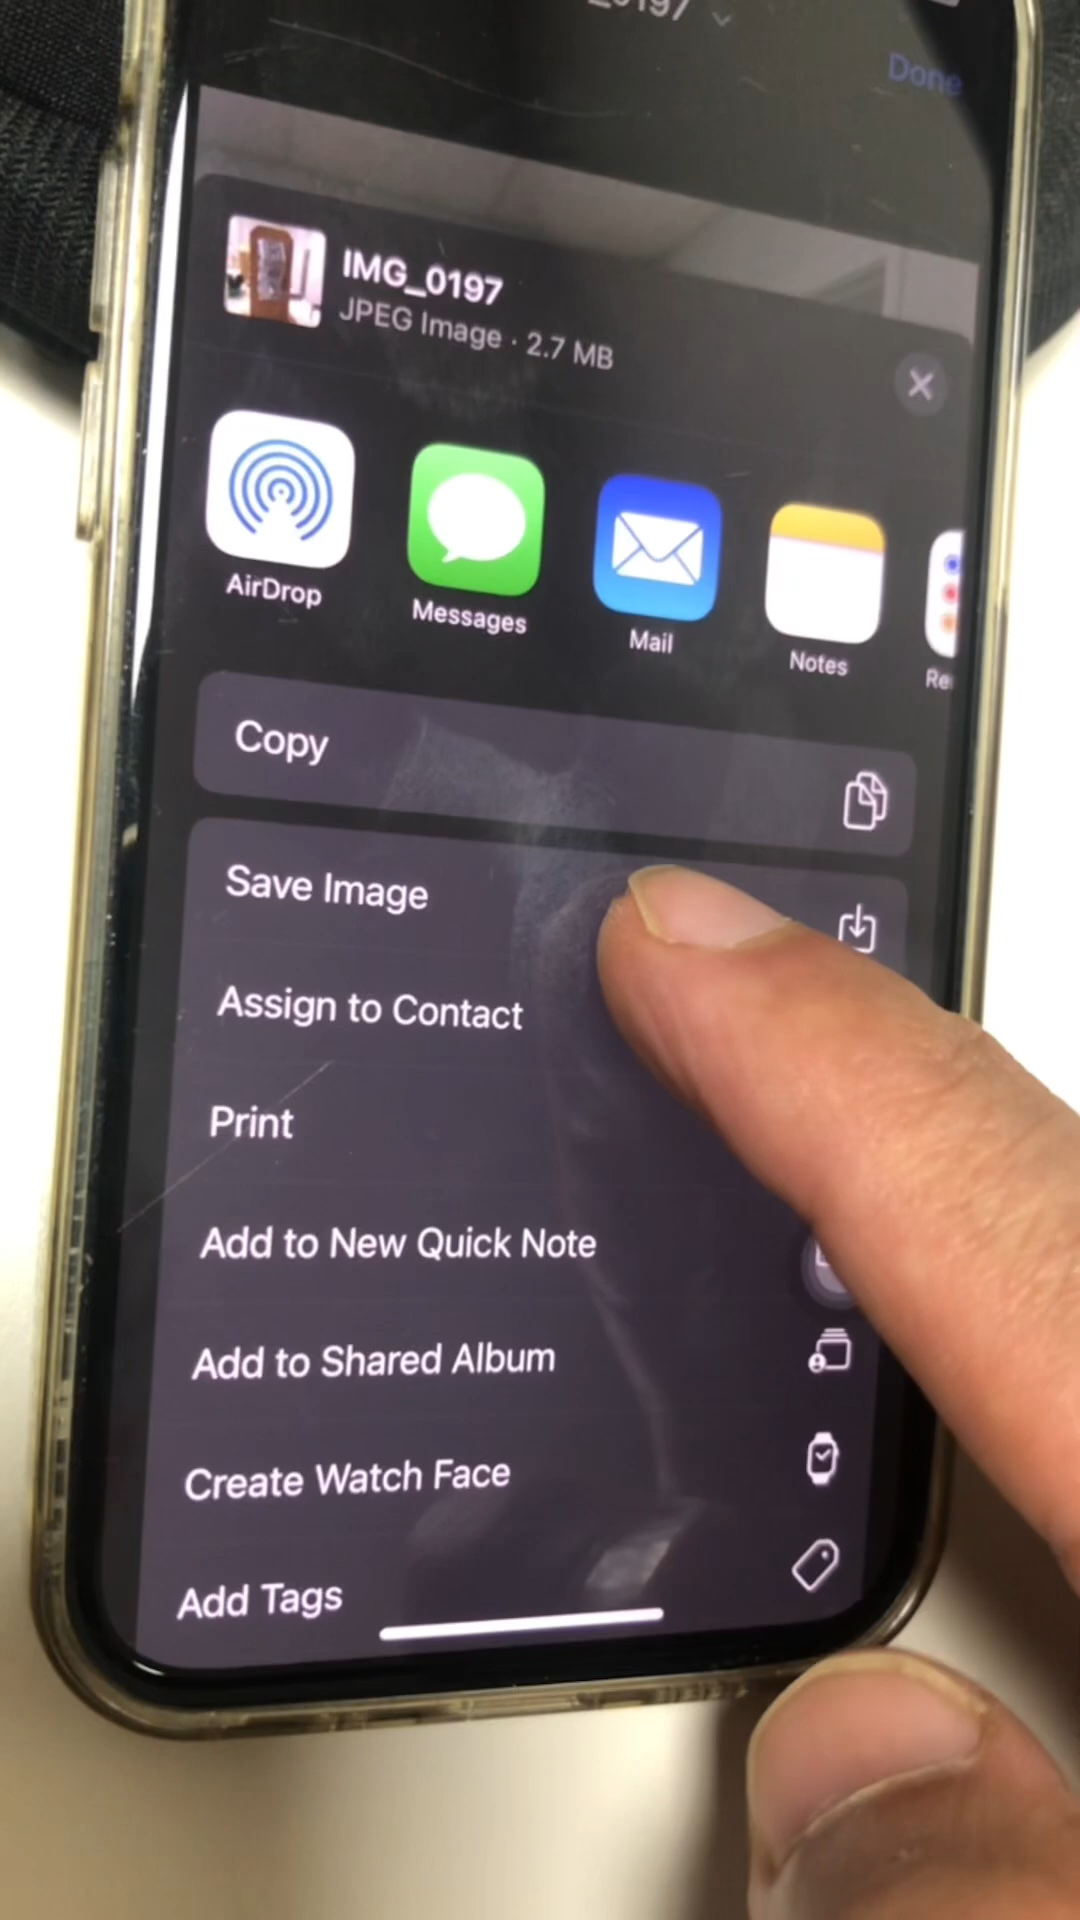 _0197
Done
IMG_0197
JPEG Image · 2.7 MB
AirDrop
Messages
Mail
Notes
Copy
Save Image
Assign to Contact
Print
Add to New Quick Note
Add to Shared Album
Create Watch Face
Add Tags